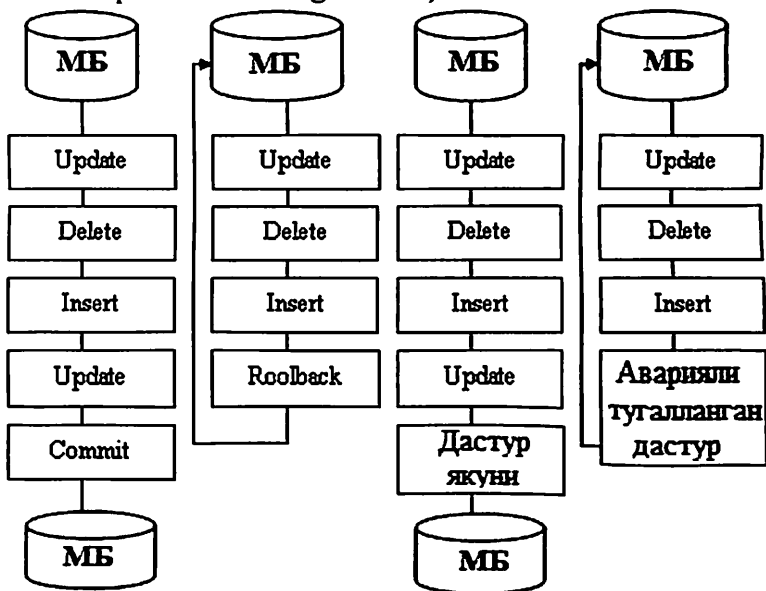 МБ
Update
Delete
Insert
Update
Commit
МБ
МБ
Update
Delete
Insert
Roolback
МБ
Update
Delete
Insert
Update
Дастур
якуни
МБ
МБ
Update
Delete
Insert
Аварияли
тугалланган
дастур